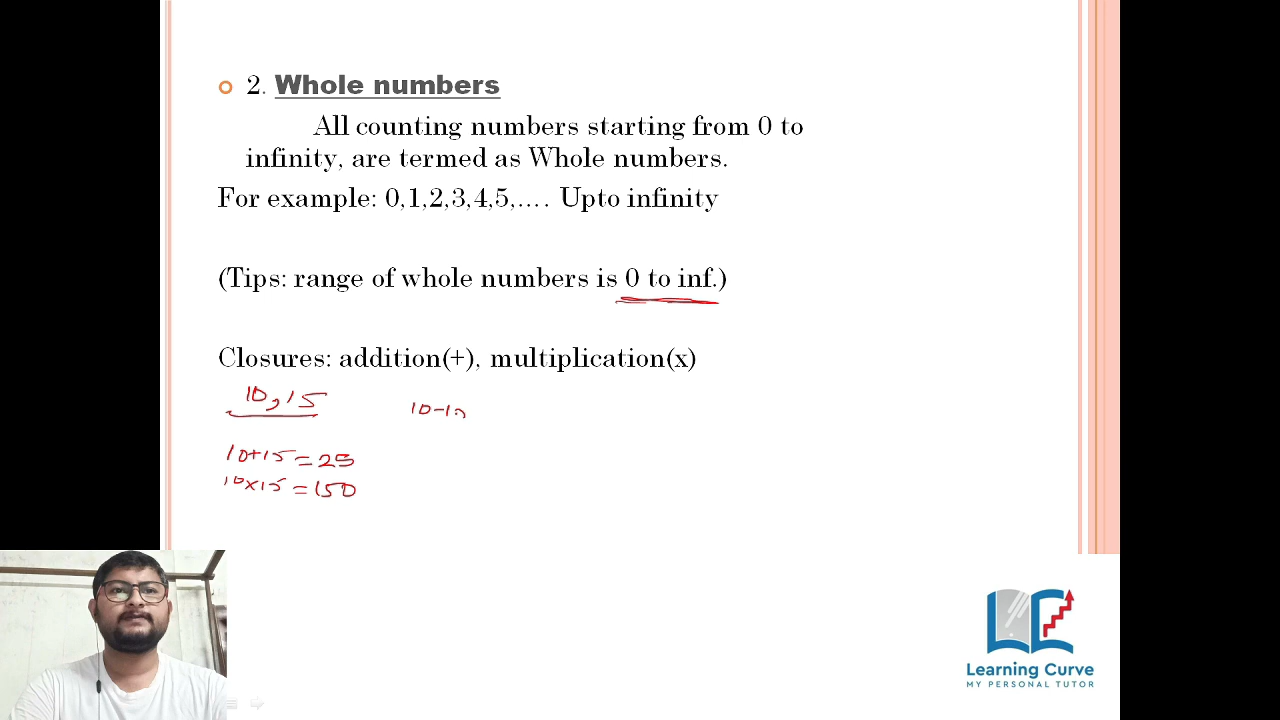 2. Whole numbers
All counting numbers starting from 0 to
infinity, are termed as Whole numbers.
For example: 0,1,2,3,4,5,.... Upto infinity
(Tips: range of whole numbers is 0 to inf.)
Closures: addition(+), multiplication(x)
10,15
10+15=25
10×15=150
Learning Curve
MY PERSONAL TUTOR